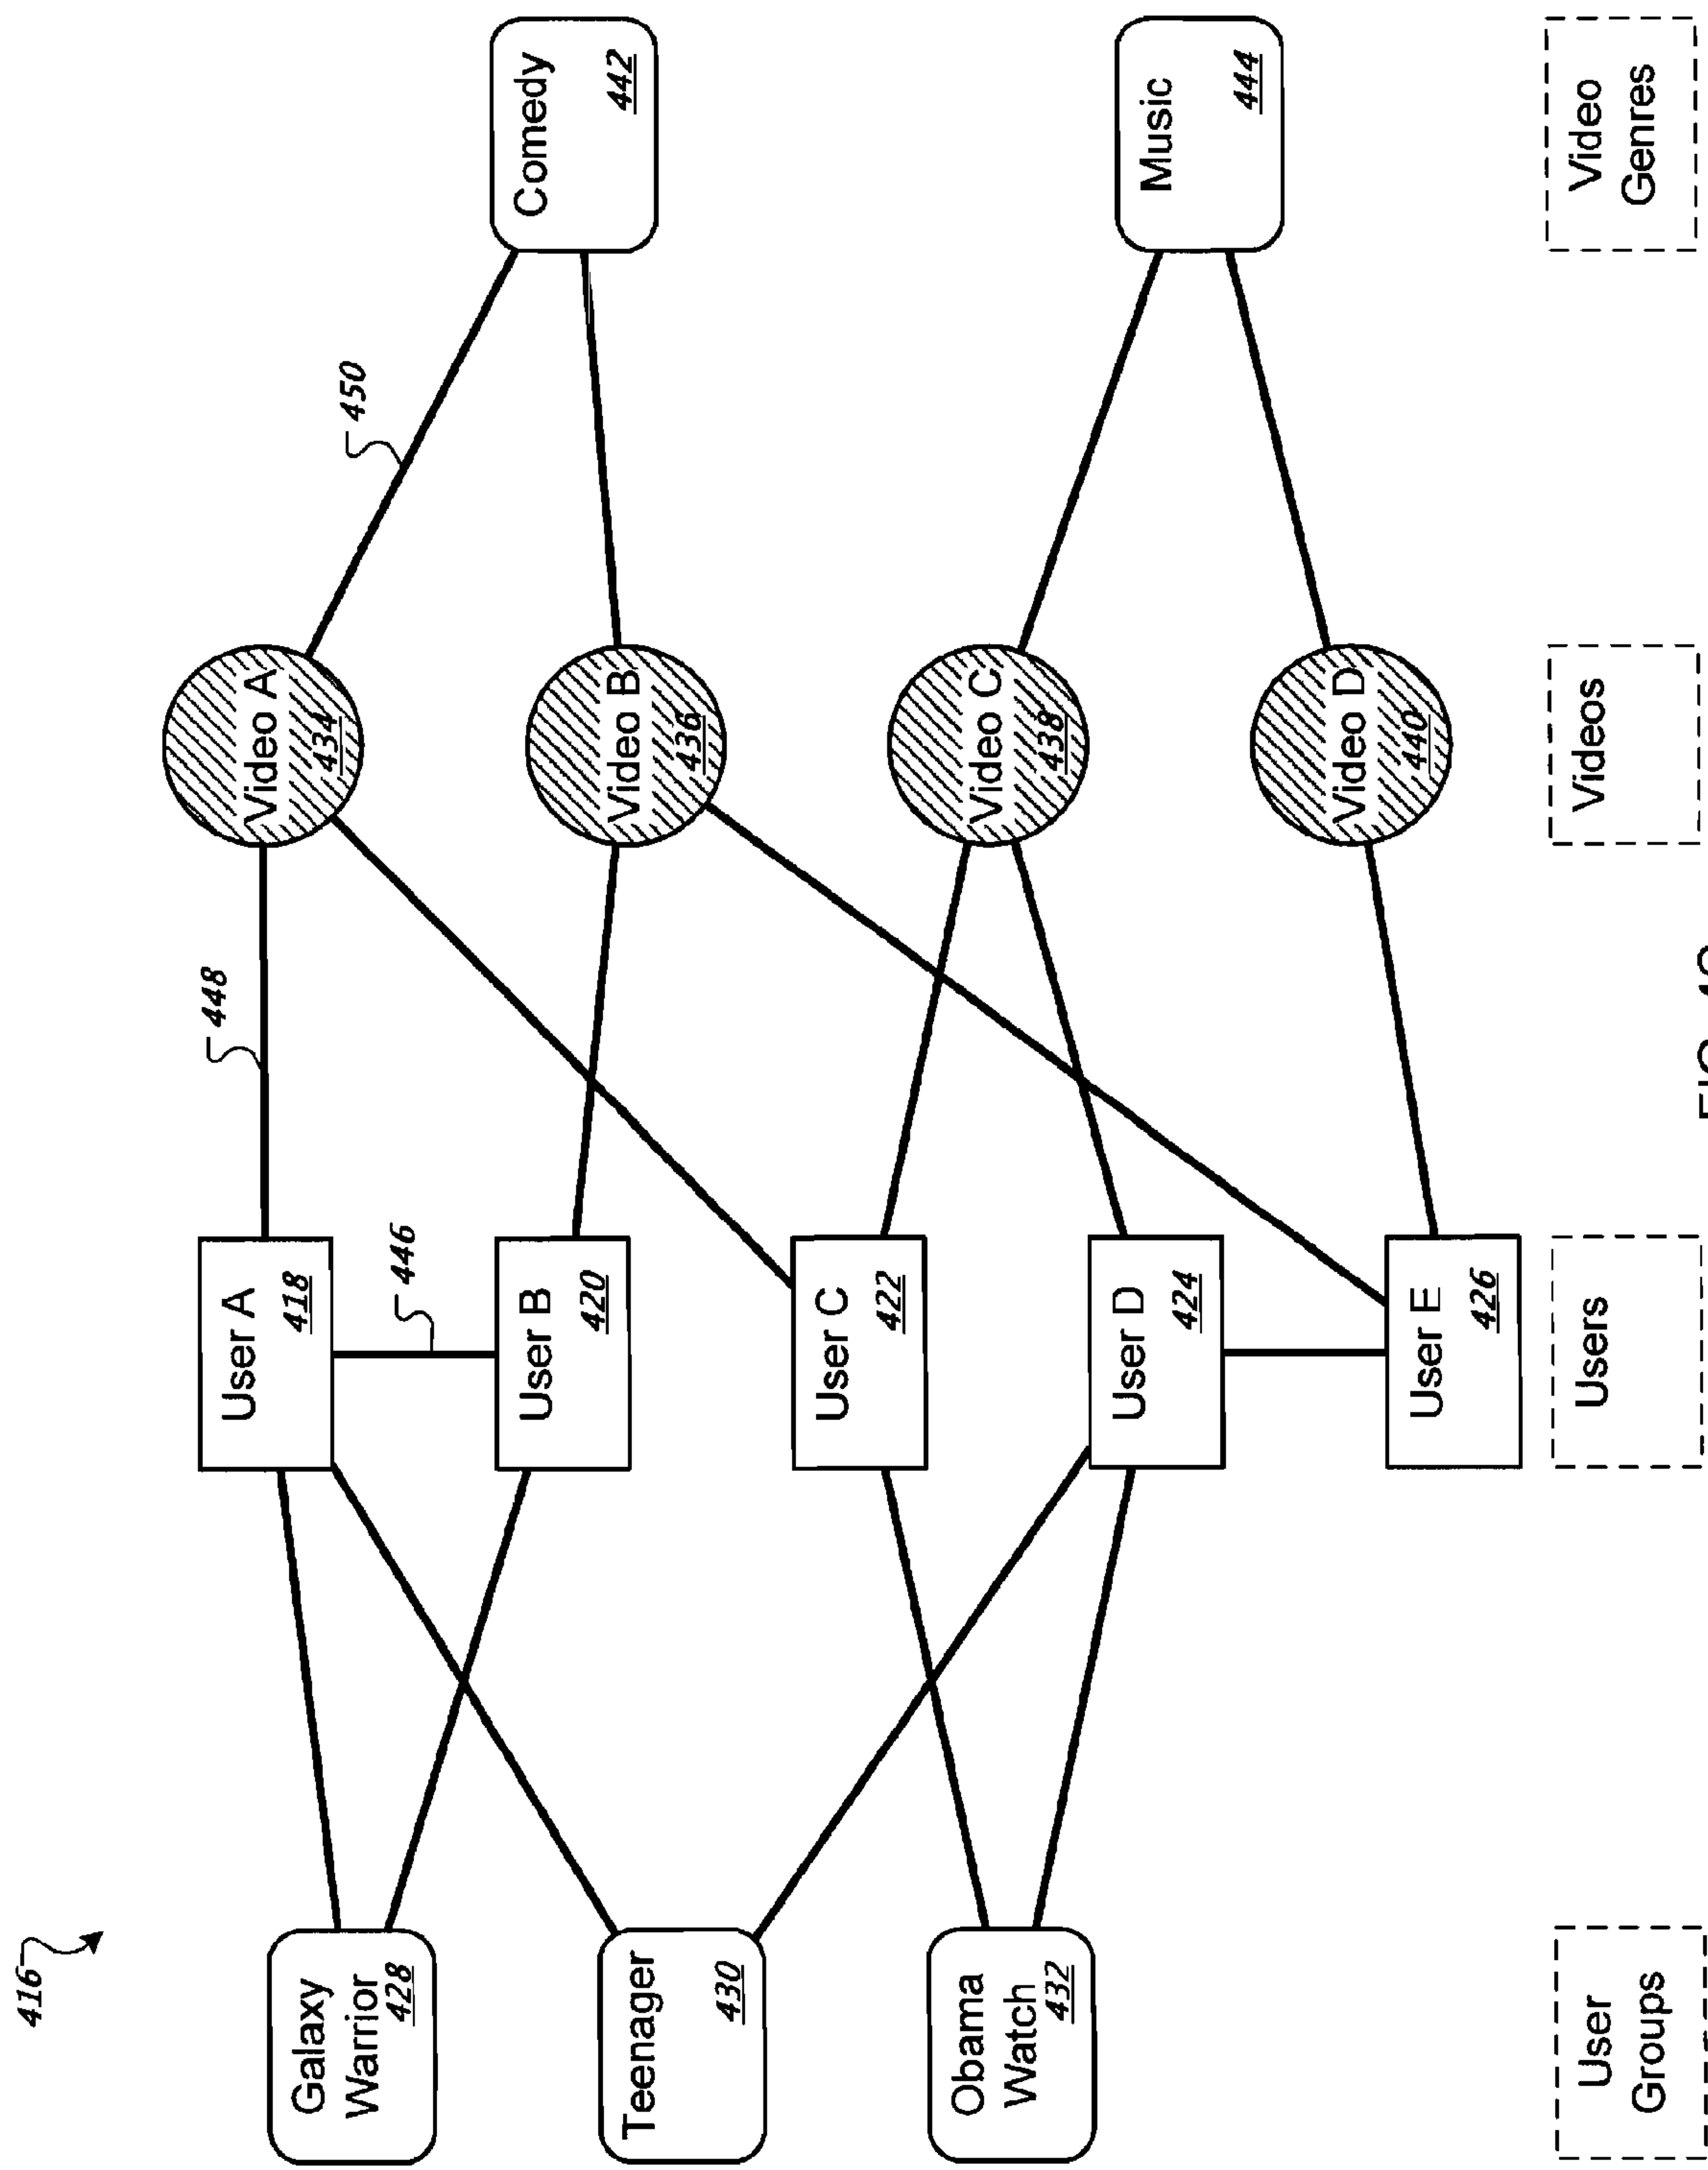 416
Galaxy
Warrior
428
Teenager
430
Obama
Watch
432
User
Groups
User A
418
446
User B
420
User C
422
User D
424
User E
426
Users
448
Video A
434
Video B
436
Video C
438
Video D
440
Videos
450
Comedy
442
Music
444
Video
Genres